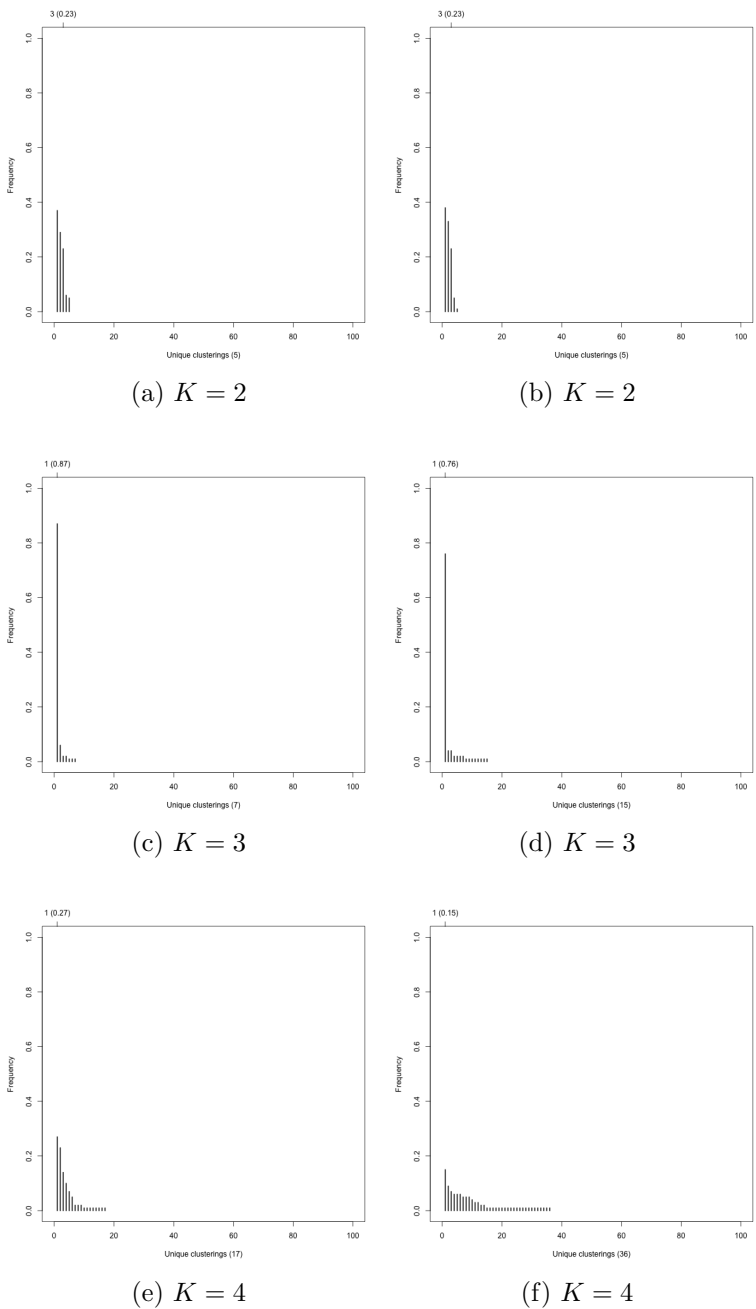 3 (0.23)
1.0
0.8
0.6
0.4
0.2
0.0
Frequency
0 20 40 60 80 100
Unique clusterings (5)
(a) K = 2
3 (0.23)
1.0
0.8
0.6
0.4
0.2
0.0
Frequency
0 20 40 60 80 100
Unique clusterings (5)
(b) K = 2
1 (0.87)
1.0
0.8
0.6
0.4
0.2
0.0
Frequency
0 20 40 60 80 100
Unique clusterings (7)
(c) K = 3
1 (0.76)
1.0
0.8
0.6
0.4
0.2
0.0
Frequency
0 20 40 60 80 100
Unique clusterings (15)
(d) K = 3
1 (0.27)
1.0
0.8
0.6
0.4
0.2
0.0
Frequency
0 20 40 60 80 100
Unique clusterings (17)
(e) K = 4
1 (0.15)
1.0
0.8
0.6
0.4
0.2
0.0
Frequency
0 20 40 60 80 100
Unique clusterings (36)
(f) K = 4